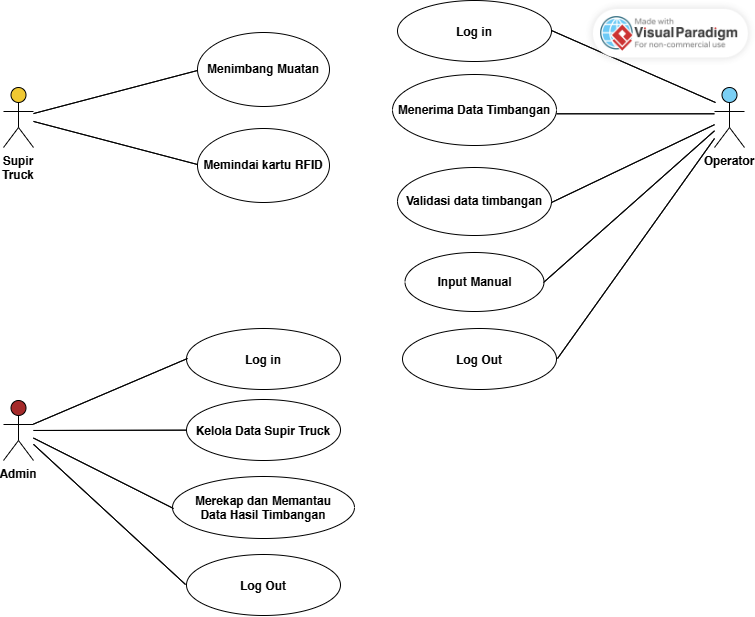 Made with
VisualParadigm
For non-commercial use
Log in
Menimbang Muatan
Menerima Data Timbangan
Supir
Truck
Operator
Memindai kartu RFID
Validasi data timbangan
Input Manual
Log in
Log Out
Kelola Data Supir Truck
Admin
Merekap dan Memantau
Data Hasil Timbangan
Log Out